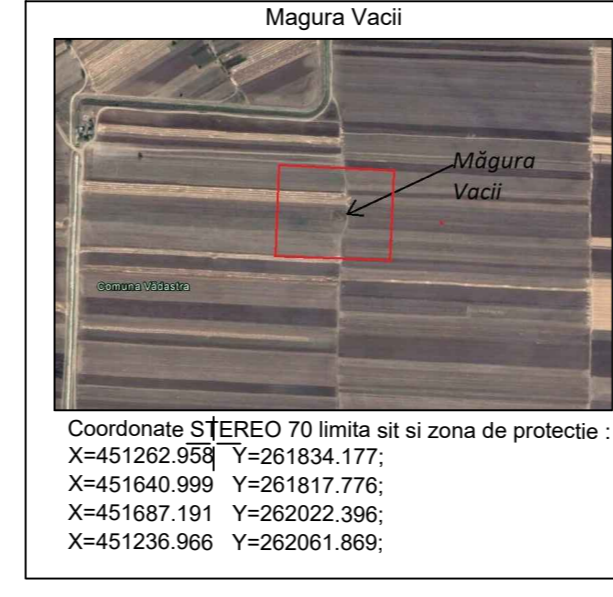 Magura Vacii
Măgura
Vacii
Comuna Vădastra
Coordonate STEREO 70 limita sit si zona de protectie :
X=451262.958 Y=261834.177;
X=451640.999 Y=261817.776;
X=451687.191 Y=262022.396;
X=451236.966 Y=262061.869;